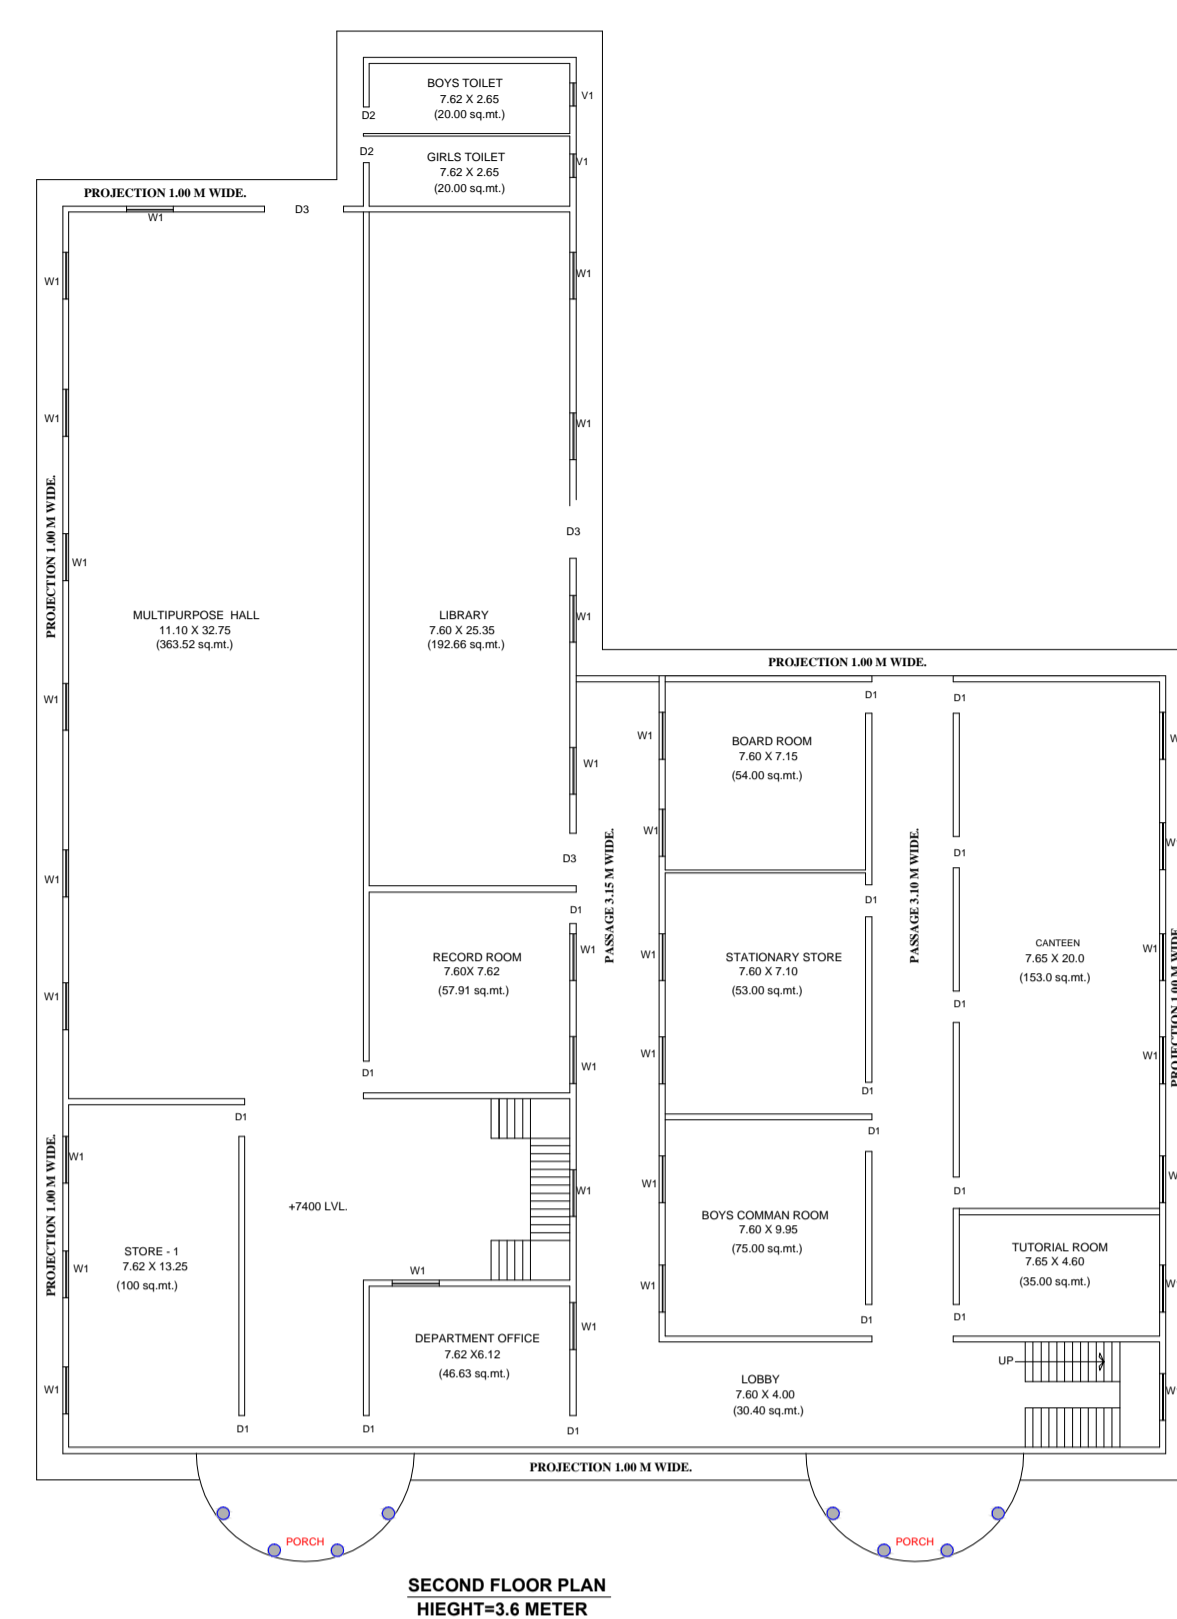 BOYS TOILET
7.62 X 2.65
(20.00 sq.mt.)
V1
D2
D2
GIRLS TOILET
7.62 X 2.65
(20.00 sq.mt.)
V1
PROJECTION 1.00 M WIDE.
W1
D3
W1
W1
W1
W1
PROJECTION 1.00 M WIDE.
W1
D3
MULTIPURPOSE HALL
11.10 X 32.75
(363.52 sq.mt.)
LIBRARY
7.60 X 25.35
(192.66 sq.mt.)
W1
PROJECTION 1.00 M WIDE.
W1
D1
D1
W1
W1
BOARD ROOM
7.60 X 7.15
(54.00 sq.mt.)
W1
W1
W1
D3
D1
W1
PASSAGE 3.15 M WIDE.
PASSAGE 3.10 M WIDE.
W1
D1
D1
RECORD ROOM
7.60X 7.62
(57.91 sq.mt.)
W1
W1
STATIONARY STORE
7.60 X 7.10
(53.00 sq.mt.)
CANTEEN
7.65 X 20.0
(153.0 sq.mt.)
W1
PROJECTION 1.00 M WIDE.
W1
D1
W1
D1
W1
W1
W1
D1
D1
D1
PROJECTION 1.00 M WIDE.
W1
W1
W1
D1
+7400 LVL.
BOYS COMMAN ROOM
7.60 X 9.95
(75.00 sq.mt.)
STORE - 1
7.62 X 13.25
(100 sq.mt.)
W1
W1
W1
TUTORIAL ROOM
7.65 X 4.60
(35.00 sq.mt.)
W1
D1
D1
DEPARTMENT OFFICE
7.62 X6.12
(46.63 sq.mt.)
W1
UP
W1
LOBBY
7.60 X 4.00
(30.40 sq.mt.)
W1
D1
D1
D1
PROJECTION 1.00 M WIDE.
PORCH
PORCH
SECOND FLOOR PLAN
HIEGHT=3.6 METER